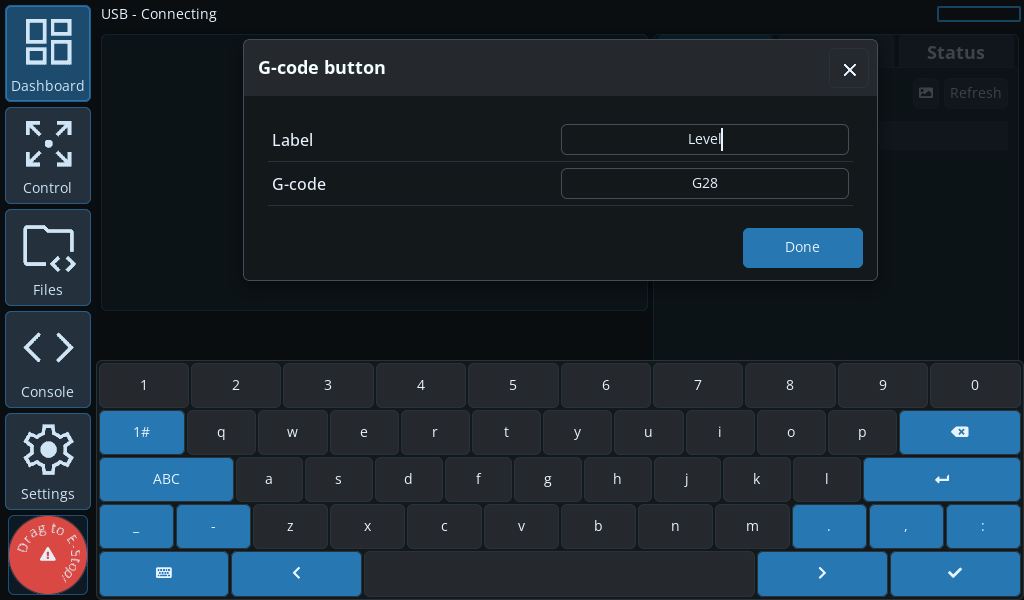 USB - Connecting
Dashboard
Control
Files
Console
Settings
Drag to E-Stop!
Status
Refresh
G-code button
Label
Level
G-code
G28
Done
1 2 3 4 5 6 7 8 9 0
1# q w e r t y u i o p
ABC a s d f g h j k l
_ - z x c v b n m . , :